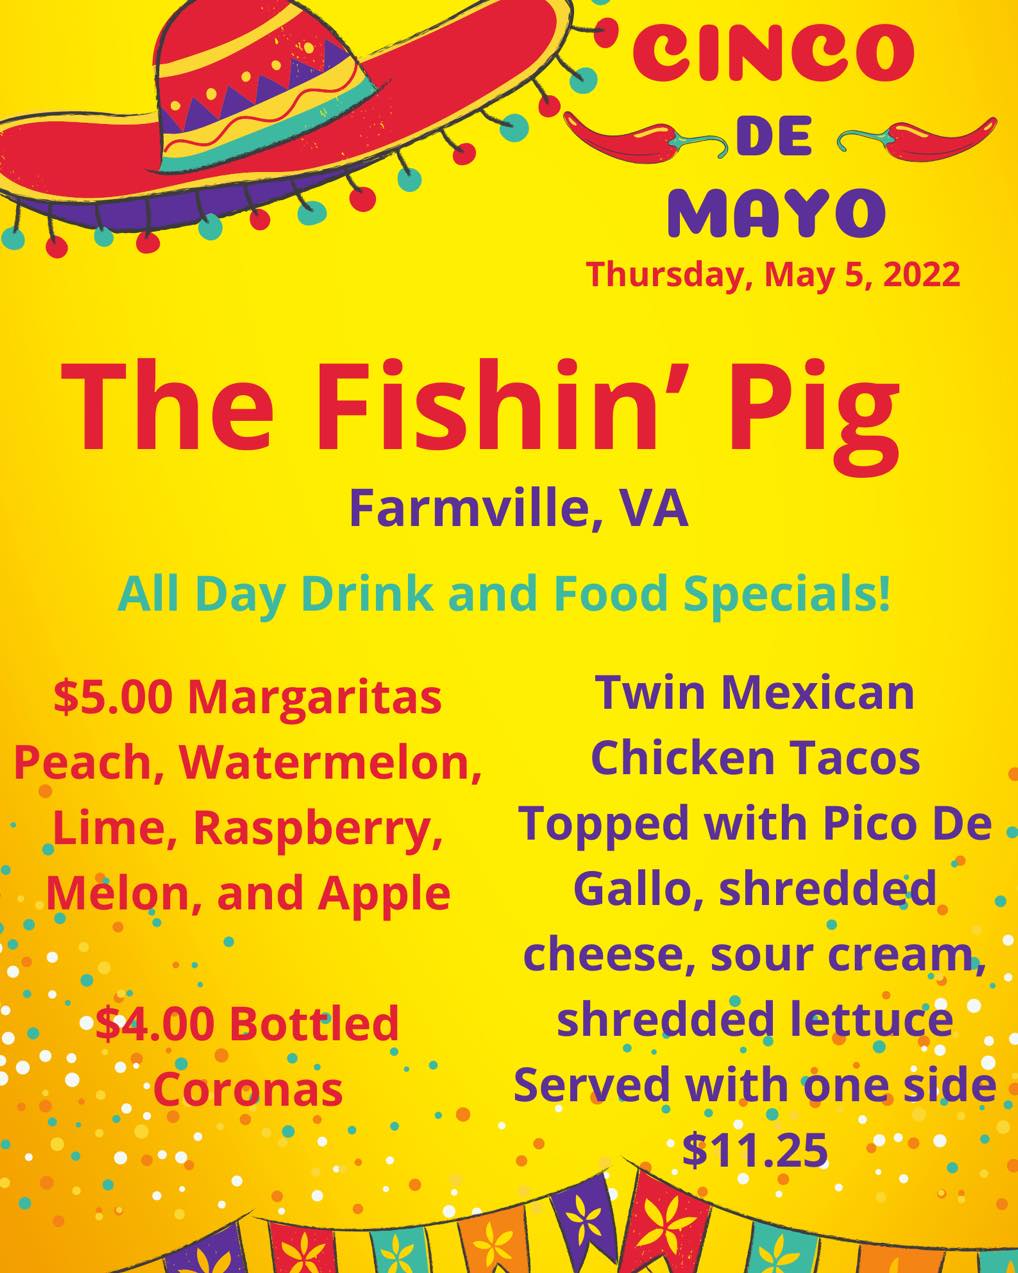 CINCO
DE
MAYO
Thursday, May 5, 2022
The Fishin’ Pig
Farmville, VA
All Day Drink and Food Specials!
$5.00 Margaritas
Peach, Watermelon,
Lime, Raspberry,
Melon, and Apple
$4.00 Bottled
Coronas
Twin Mexican
Chicken Tacos
Topped with Pico De
Gallo, shredded
cheese, sour cream,
shredded lettuce
Served with one side
$11.25